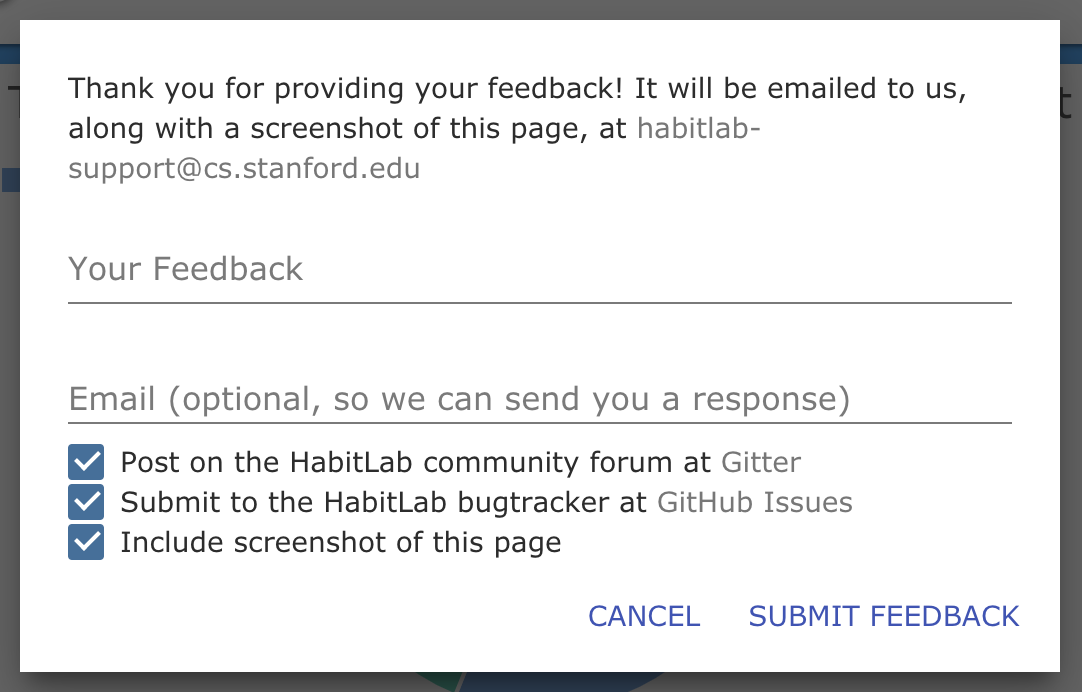 Thank you for providing your feedback! It will be emailed to us,
along with a screenshot of this page, at habitlab-
support@cs.stanford.edu
Your Feedback
Email (optional, so we can send you a response)
Post on the HabitLab community forum at Gitter
Submit to the HabitLab bugtracker at GitHub Issues
Include screenshot of this page
CANCEL SUBMIT FEEDBACK